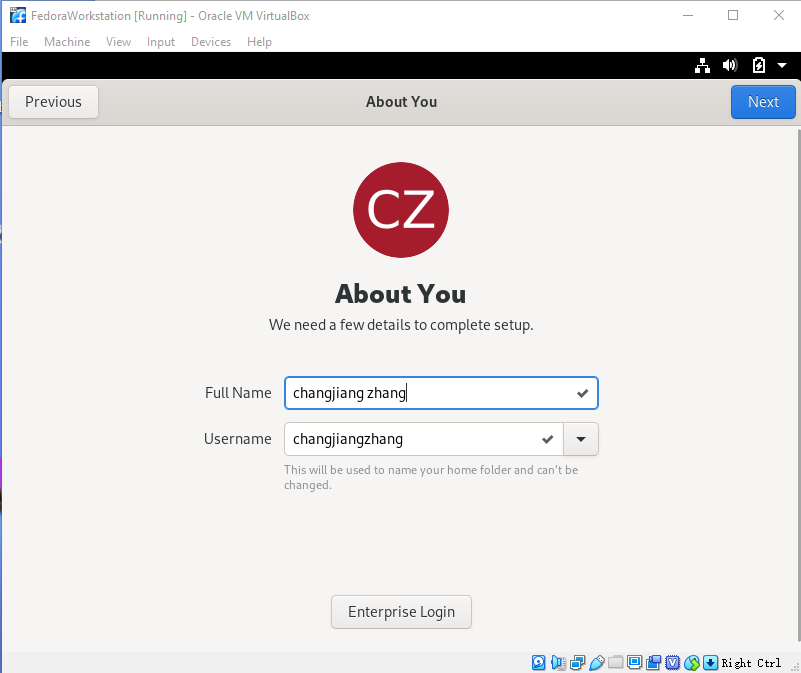 FedoraWorkstation [Running] - Oracle VM VirtualBox
File Machine View Input Devices Help
Previous About You Next
CZ
About You
We need a few details to complete setup.
Full Name changjiang zhang
Username changjiangzhang
This will be used to name your home folder and can't be
changed.
Enterprise Login
Right Ctrl